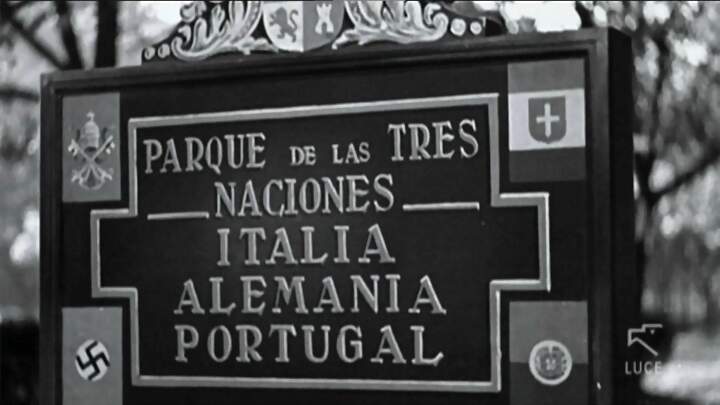 PARQUE DE LAS TRES
NACIONES
ITALIA
ALEMANIA
PORTUGAL
LUCE